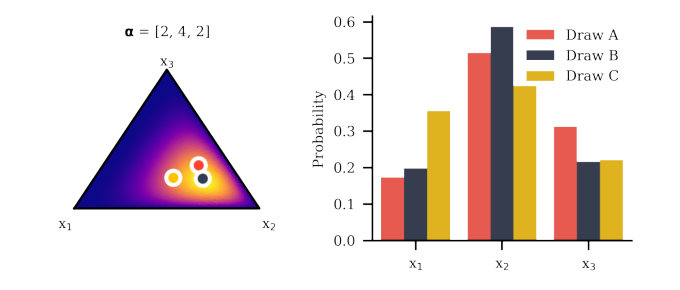 𝛂 = [2, 4, 2]
x₃
x₁
x₂
Probability
0.6
0.5
0.4
0.3
0.2
0.1
0.0
x₁
x₂
x₃
Draw A
Draw B
Draw C